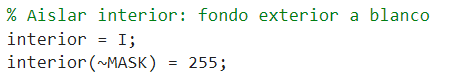 % Aislar interior: fondo exterior a blanco
interior = I;
interior(~MASK) = 255;